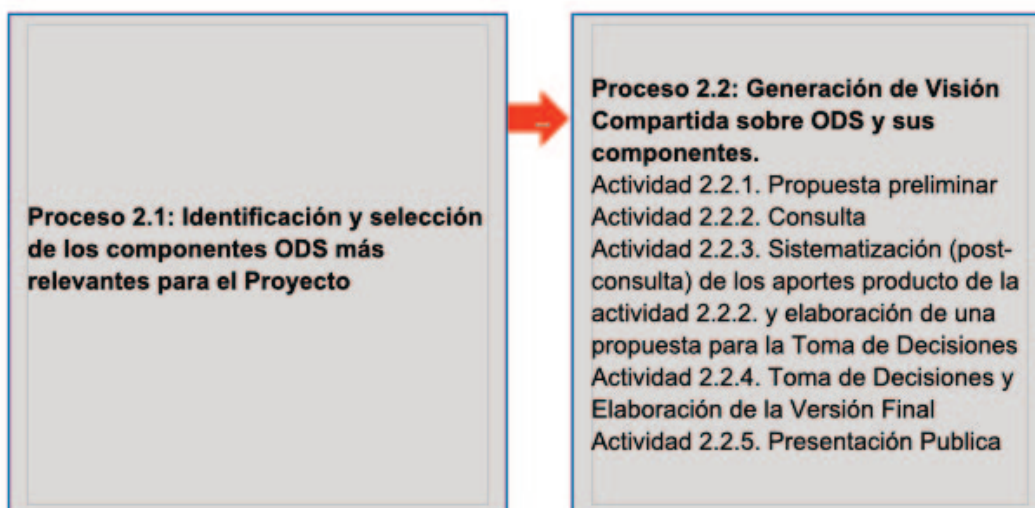 Proceso 2.1: Identificación y selección
de los componentes ODS más
relevantes para el Proyecto
Proceso 2.2: Generación de Visión
Compartida sobre ODS y sus
componentes.
Actividad 2.2.1. Propuesta preliminar
Actividad 2.2.2. Consulta
Actividad 2.2.3. Sistematización (post-
consulta) de los aportes producto de la
actividad 2.2.2. y elaboración de una
propuesta para la Toma de Decisiones
Actividad 2.2.4. Toma de Decisiones y
Elaboración de la Versión Final
Actividad 2.2.5. Presentación Publica